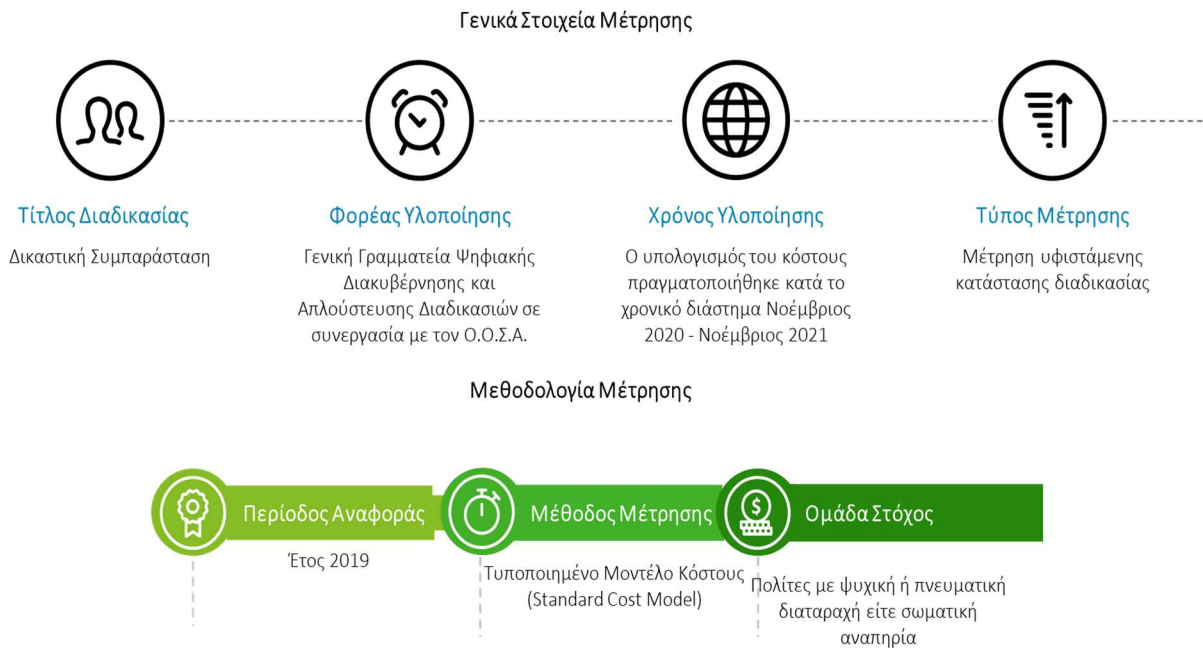 Γενικά Στοιχεία Μέτρησης
Τίτλος Διαδικασίας
Δικαστική Συμπαράσταση
Φορέας Υλοποίησης
Γενική Γραμματεία Ψηφιακής
Διακυβέρνησης και
Απλούστευσης Διαδικασιών σε
συνεργασία με τον Ο.Ο.Σ.Α.
Χρόνος Υλοποίησης
Ο υπολογισμός του κόστους
πραγματοποιήθηκε κατά το
χρονικό διάστημα Νοέμβριος
2020 - Νοέμβριος 2021
Τύπος Μέτρησης
Μέτρηση υφιστάμενης
κατάστασης διαδικασίας
Μεθοδολογία Μέτρησης
Περίοδος Αναφοράς
Έτος 2019
Μέθοδος Μέτρησης
Τυποποιημένο Μοντέλο Κόστους
(Standard Cost Model)
$
Ομάδα Στόχος
Πολίτες με ψυχική ή πνευματική
διαταραχή είτε σωματική
αναπηρία